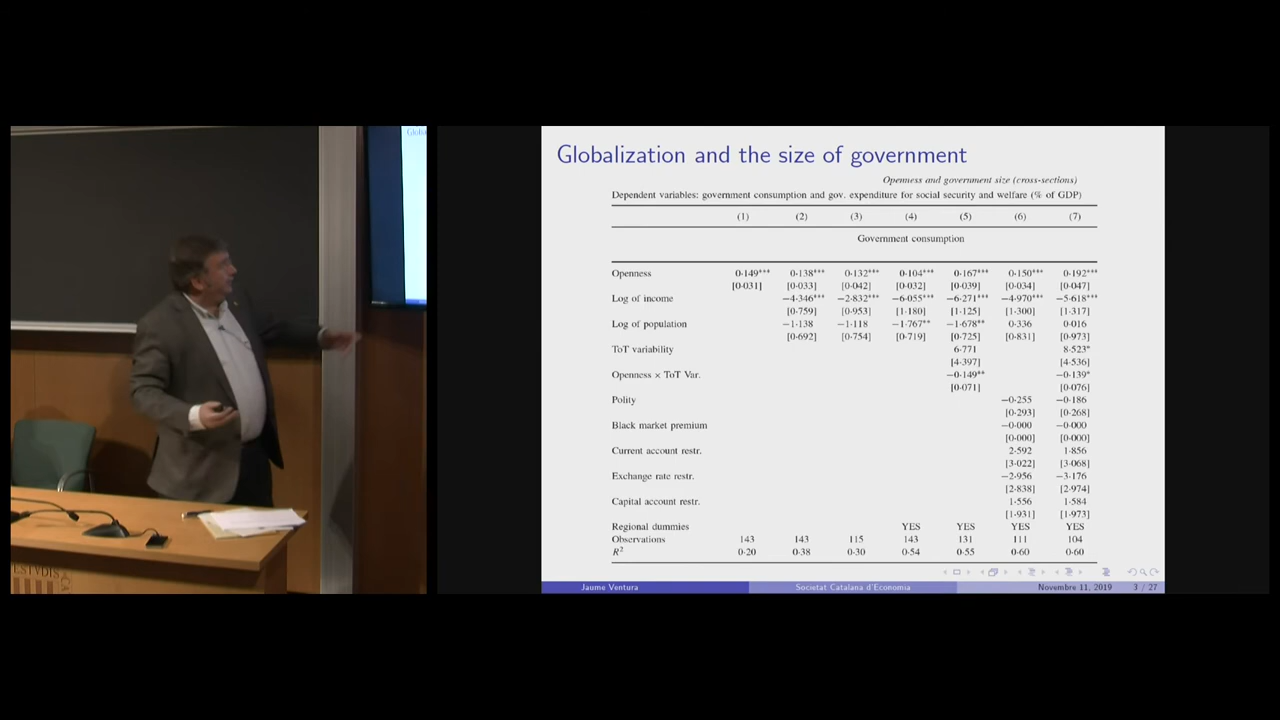 Globalization and the size of government
Openness and government size (cross-sections)
Dependent variables: government consumption and gov. expenditure for social security and welfare (% of GDP)
(1) (2) (3) (4) (5) (6) (7)
Government consumption
Openness 0·149*** 0·138*** 0·132*** 0·104*** 0·167*** 0·150*** 0·192***
[0·031] [0·033] [0·042] [0·032] [0·039] [0·034] [0·047]
Log of income −4·346*** −2·832*** −6·055*** −6·271*** −4·970*** −5·618***
[0·759] [0·953] [1·180] [1·125] [1·300] [1·317]
Log of population −1·138 −1·118 −1·767** −1·678** 0·336 0·016
[0·692] [0·754] [0·719] [0·725] [0·831] [0·973]
ToT variability 6·771 8·523*
[4·397] [4·536]
Openness × ToT Var. −0·149** −0·139*
[0·071] [0·076]
Polity −0·255 −0·186
[0·293] [0·268]
Black market premium −0·000 −0·000
[0·000] [0·000]
Current account restr. 2·592 1·856
[3·022] [3·068]
Exchange rate restr. −2·956 −3·176
[2·838] [2·974]
Capital account restr. 1·556 1·584
[1·931] [1·973]
Regional dummies YES YES YES YES
Observations 143 143 115 143 131 111 104
R² 0·20 0·38 0·30 0·54 0·55 0·60 0·60
Jaume Ventura Societat Catalana d'Economia Novembre 11, 2019 3 / 27